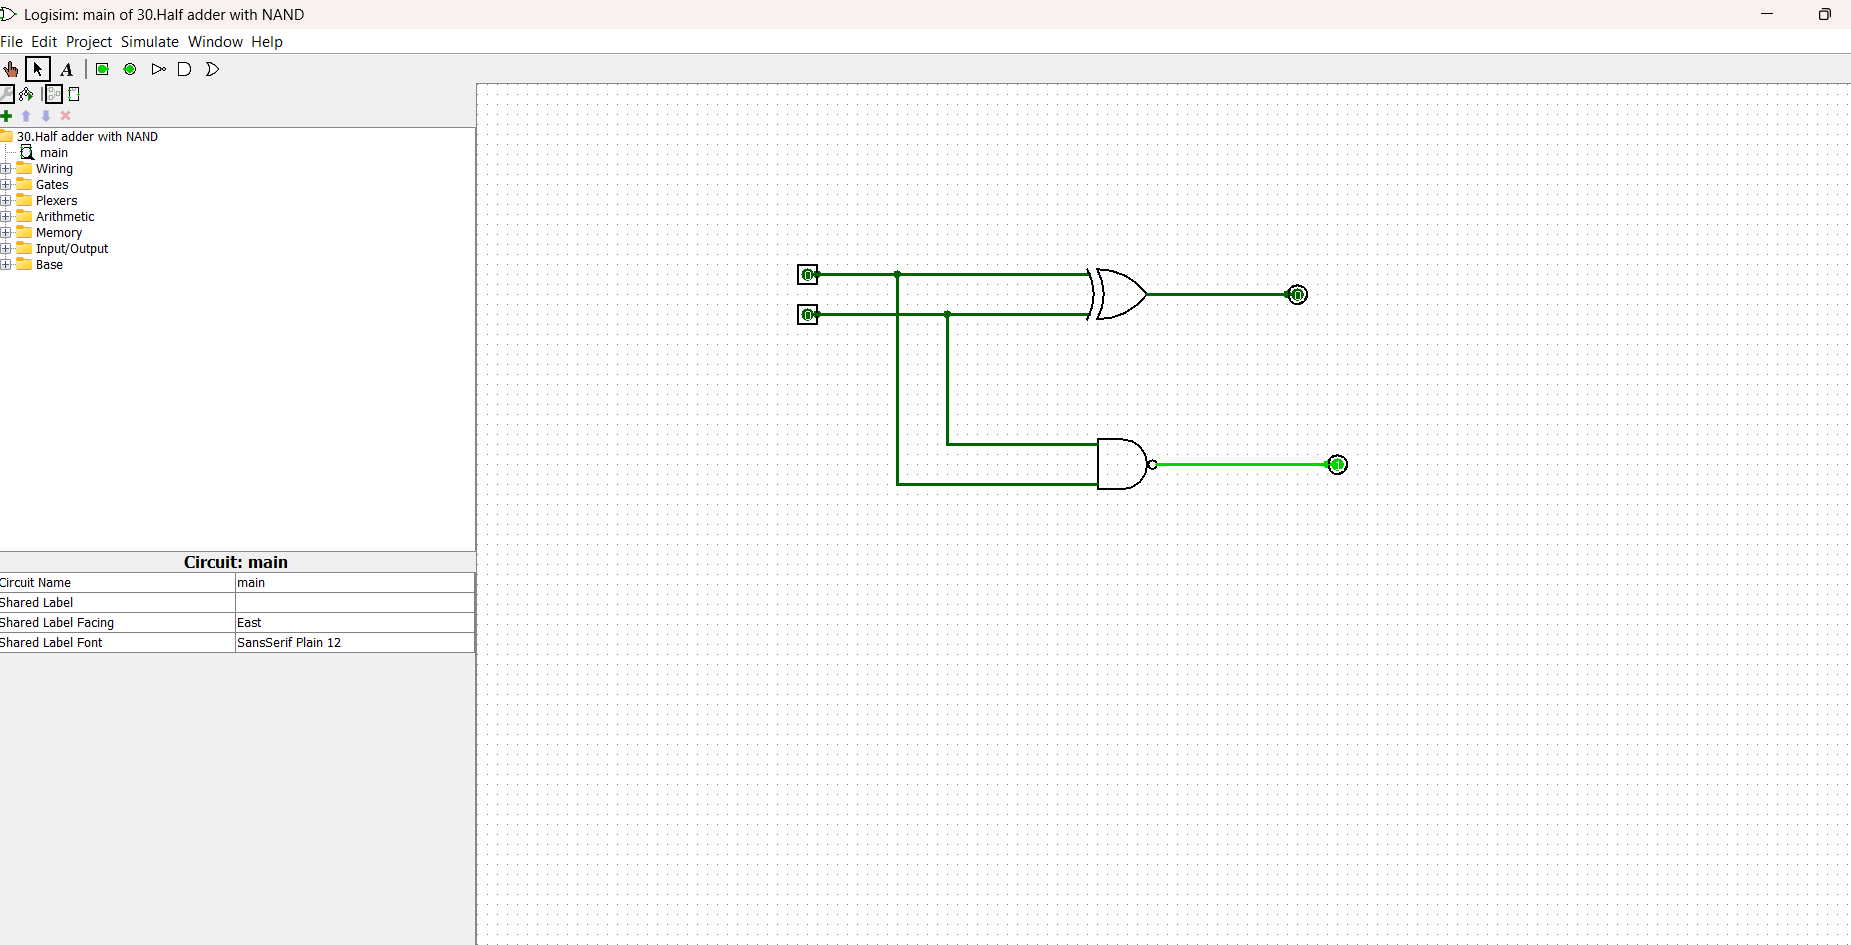 Logisim: main of 30.Half adder with NAND
File Edit Project Simulate Window Help
A
30.Half adder with NAND
main
Wiring
Gates
Plexers
Arithmetic
Memory
Input/Output
Base
0
0
0
1
Circuit: main
Circuit Name main
Shared Label
Shared Label Facing East
Shared Label Font SansSerif Plain 12